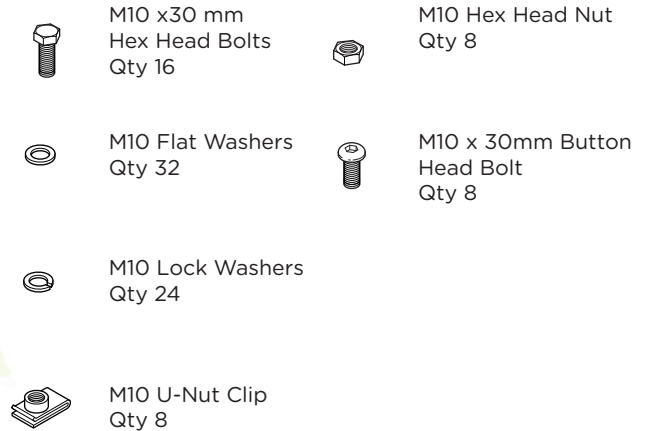 M10 x30 mm
Hex Head Bolts
Qty 16
M10 Hex Head Nut
Qty 8
M10 Flat Washers
Qty 32
M10 x 30mm Button
Head Bolt
Qty 8
M10 Lock Washers
Qty 24
M10 U-Nut Clip
Qty 8